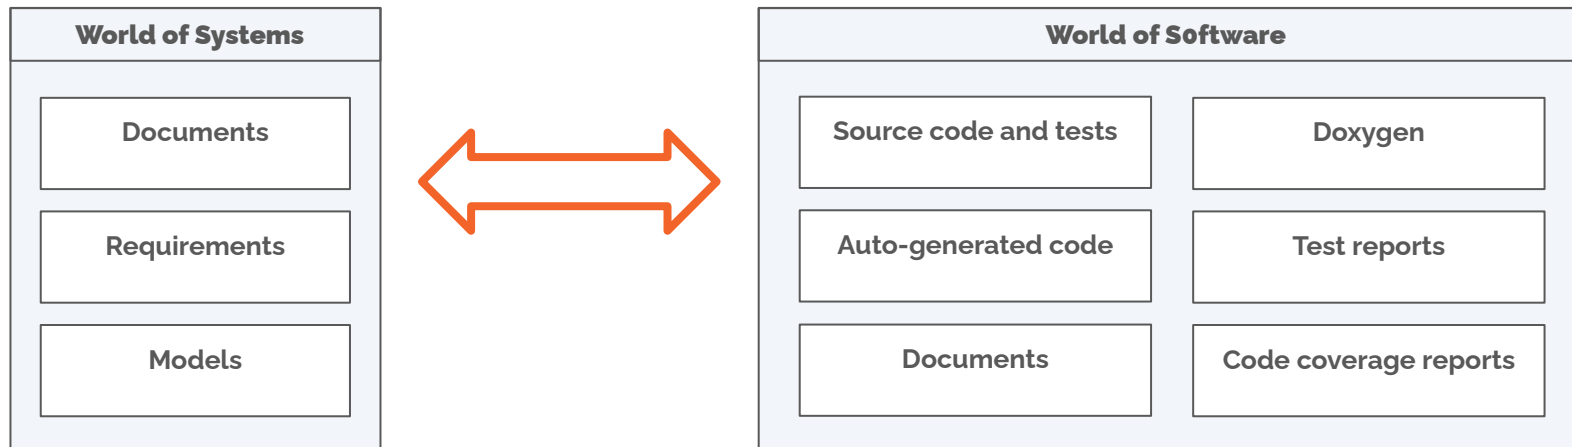 World of Systems
Documents
Requirements
Models
World of S0ftware
Source code and tests
Doxygen
Auto-generated code
Test reports
Documents
Code coverage reports